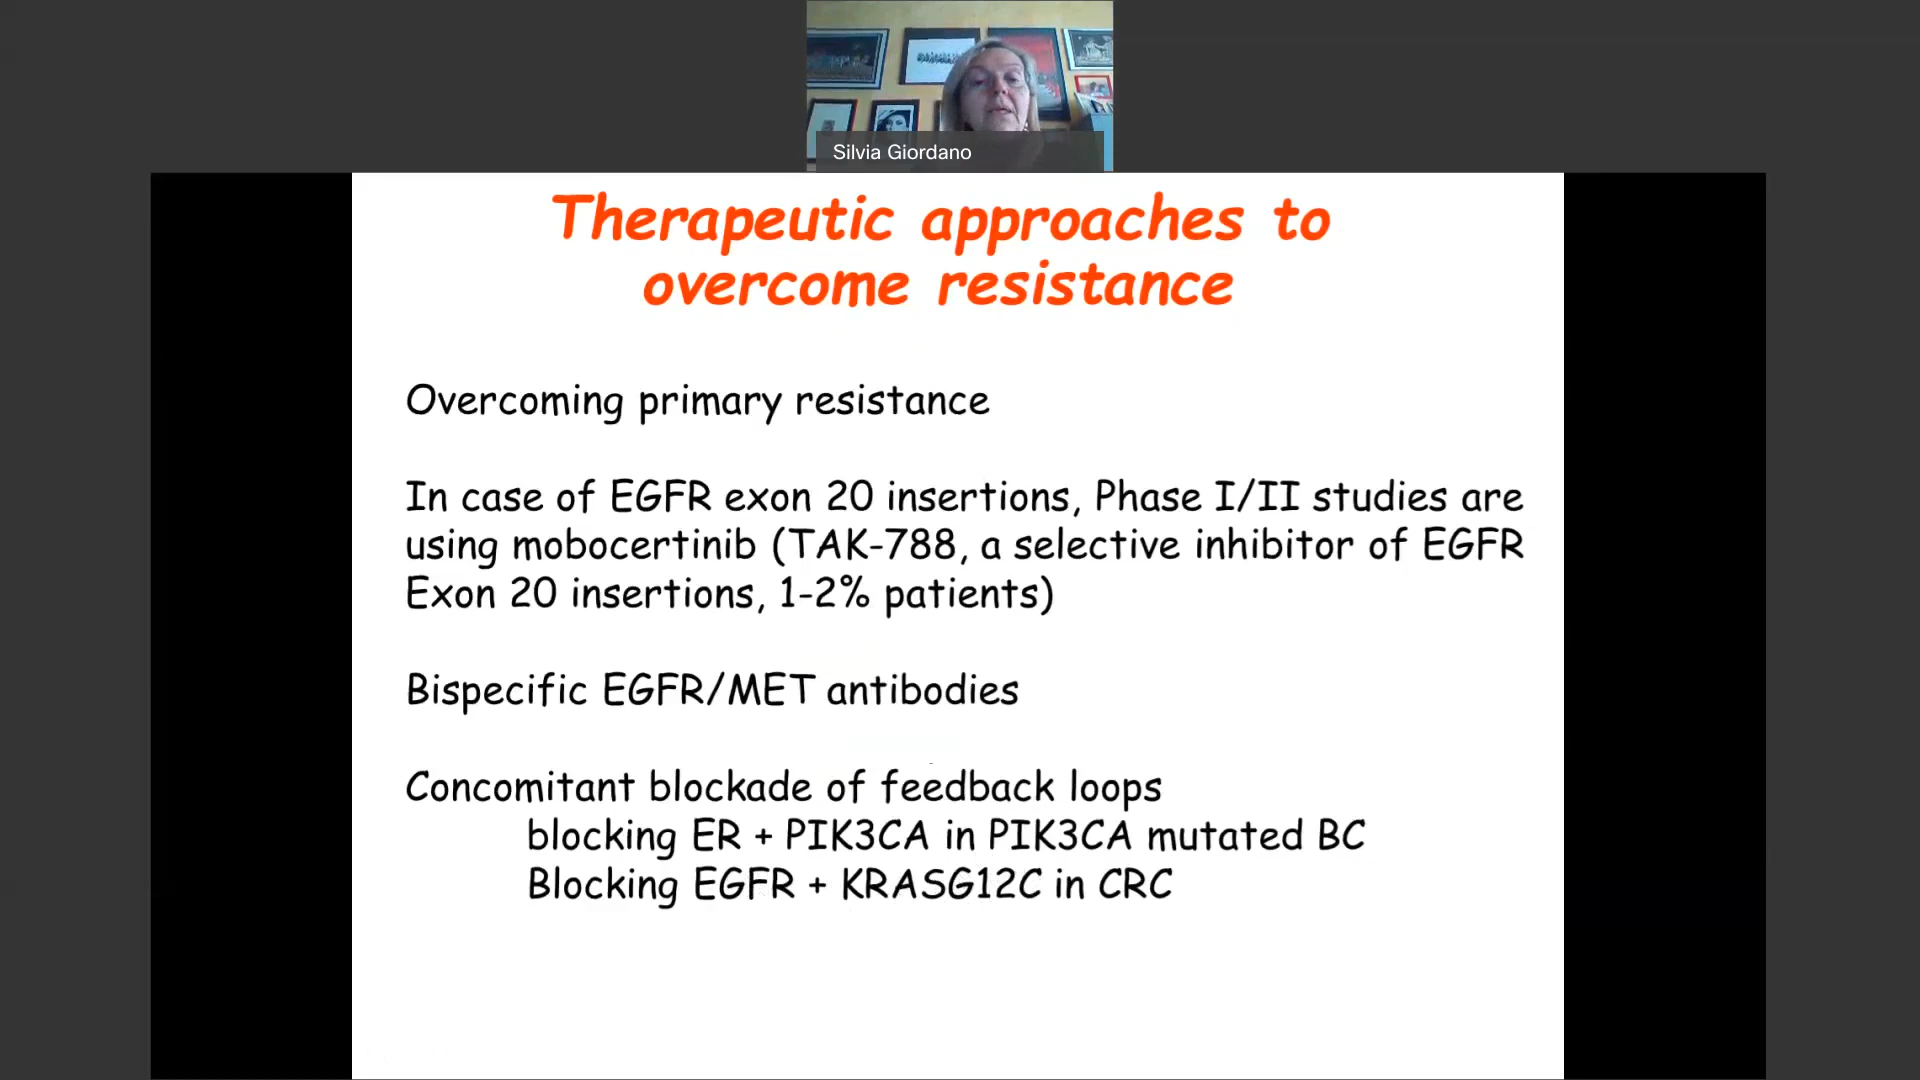 Silvia Giordano
Therapeutic approaches to
overcome resistance
Overcoming primary resistance
In case of EGFR exon 20 insertions, Phase I/II studies are
using mobocertinib (TAK-788, a selective inhibitor of EGFR
Exon 20 insertions, 1-2% patients)
Bispecific EGFR/MET antibodies
Concomitant blockade of feedback loops
blocking ER + PIK3CA in PIK3CA mutated BC
Blocking EGFR + KRASG12C in CRC